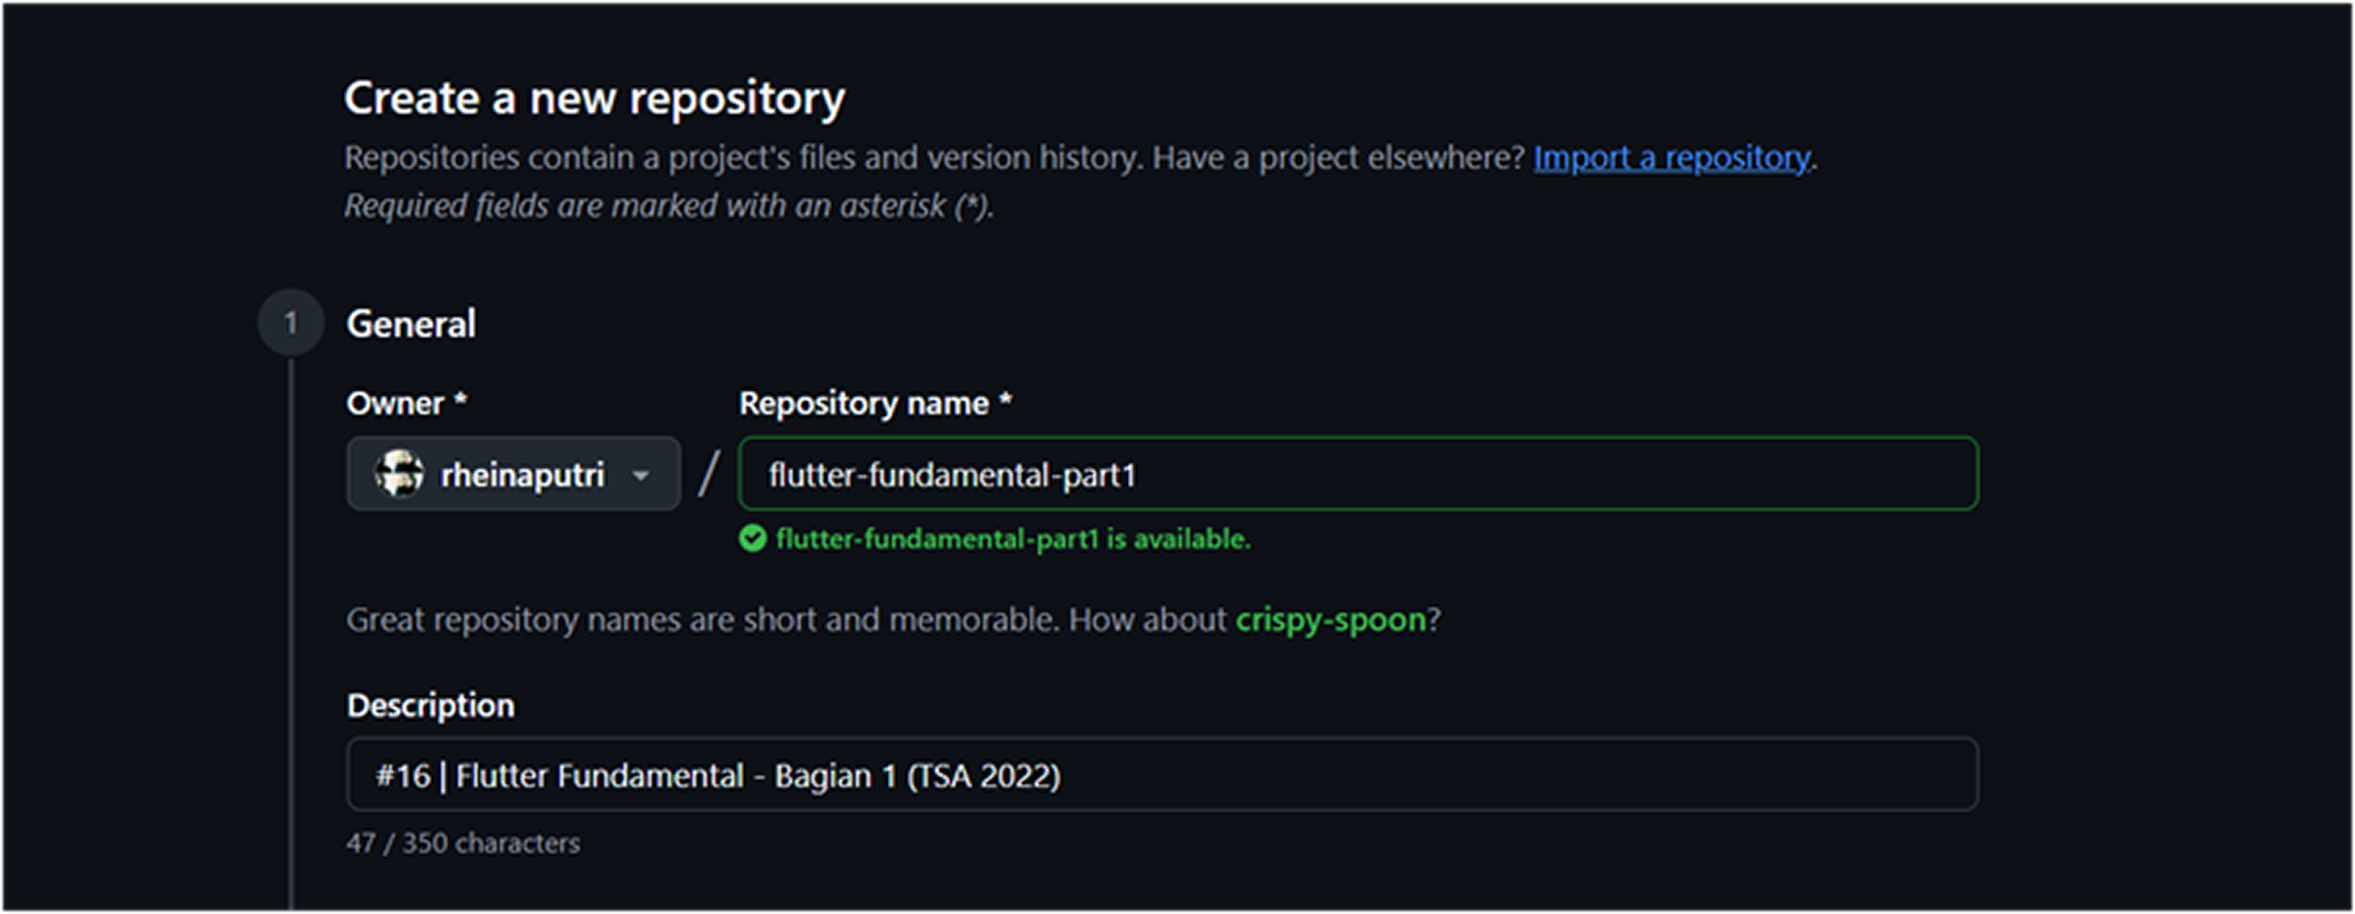 Create a new repository
Repositories contain a project's files and version history. Have a project elsewhere? Import a repository.
Required fields are marked with an asterisk (*).
1 General
Owner * Repository name *
rheinaputri / flutter-fundamental-part1
flutter-fundamental-part1 is available.
Great repository names are short and memorable. How about crispy-spoon?
Description
#16 | Flutter Fundamental - Bagian 1 (TSA 2022)
47 / 350 characters